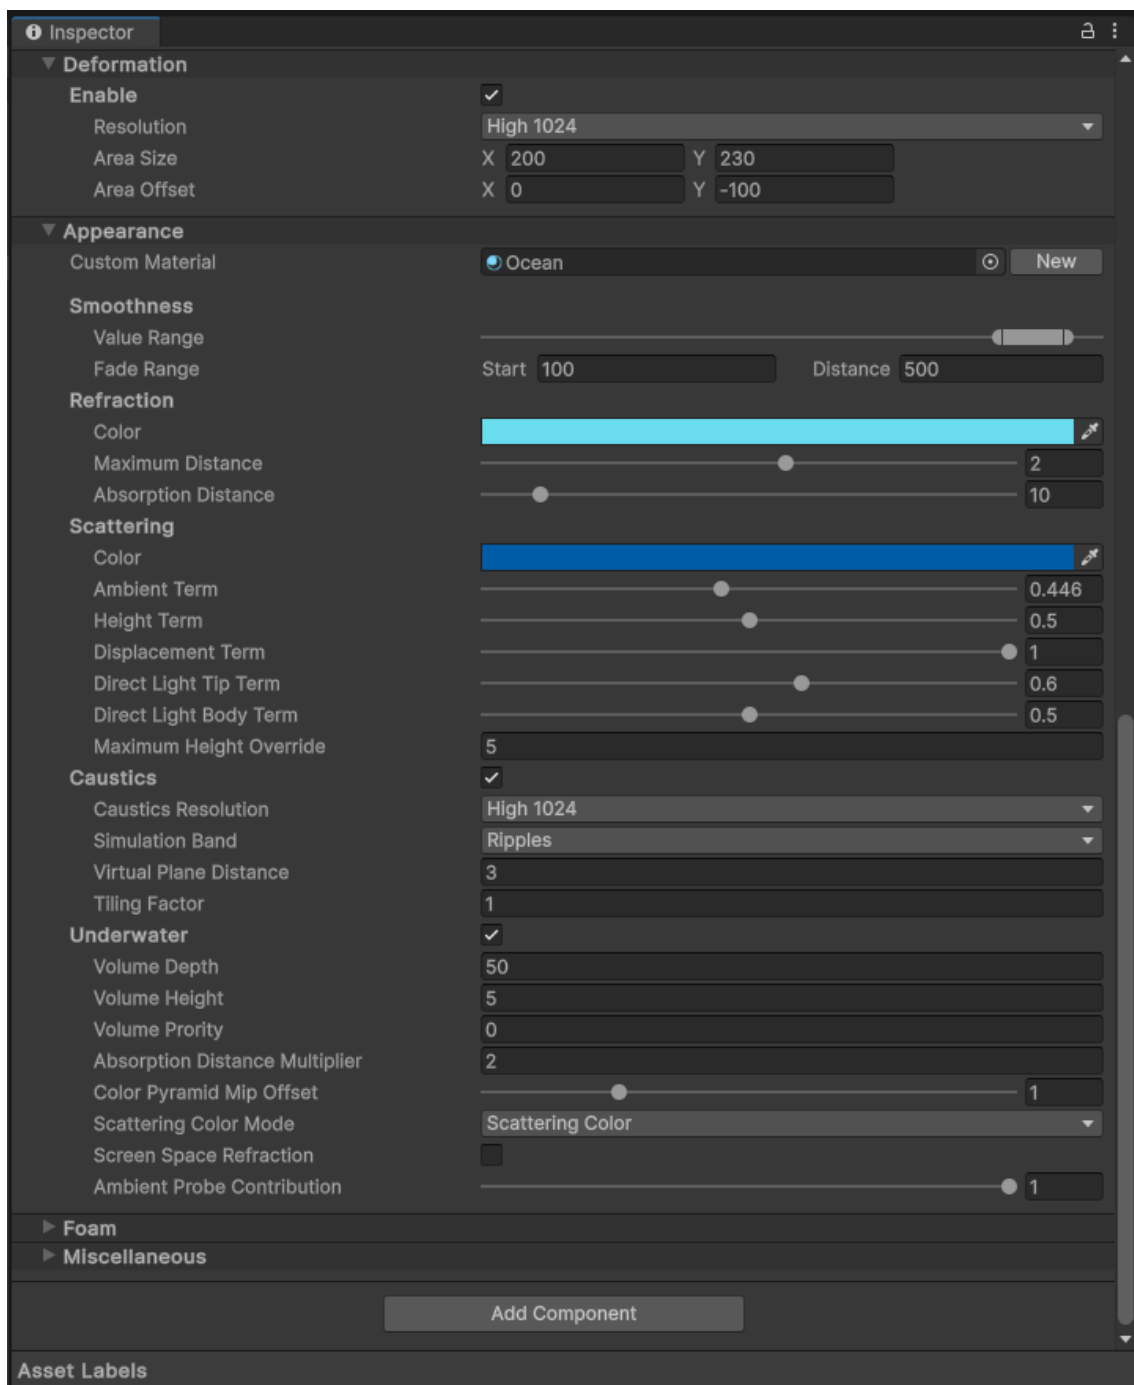 Inspector
Deformation
Enable
Resolution High 1024
Area Size X 200 Y 230
Area Offset X 0 Y -100
Appearance
Custom Material Ocean New
Smoothness
Value Range
Fade Range Start 100 Distance 500
Refraction
Color
Maximum Distance 2
Absorption Distance 10
Scattering
Color
Ambient Term 0.446
Height Term 0.5
Displacement Term 1
Direct Light Tip Term 0.6
Direct Light Body Term 0.5
Maximum Height Override 5
Caustics
Caustics Resolution High 1024
Simulation Band Ripples
Virtual Plane Distance 3
Tiling Factor 1
Underwater
Volume Depth 50
Volume Height 5
Volume Prority 0
Absorption Distance Multiplier 2
Color Pyramid Mip Offset 1
Scattering Color Mode Scattering Color
Screen Space Refraction
Ambient Probe Contribution 1
Foam
Miscellaneous
Add Component
Asset Labels